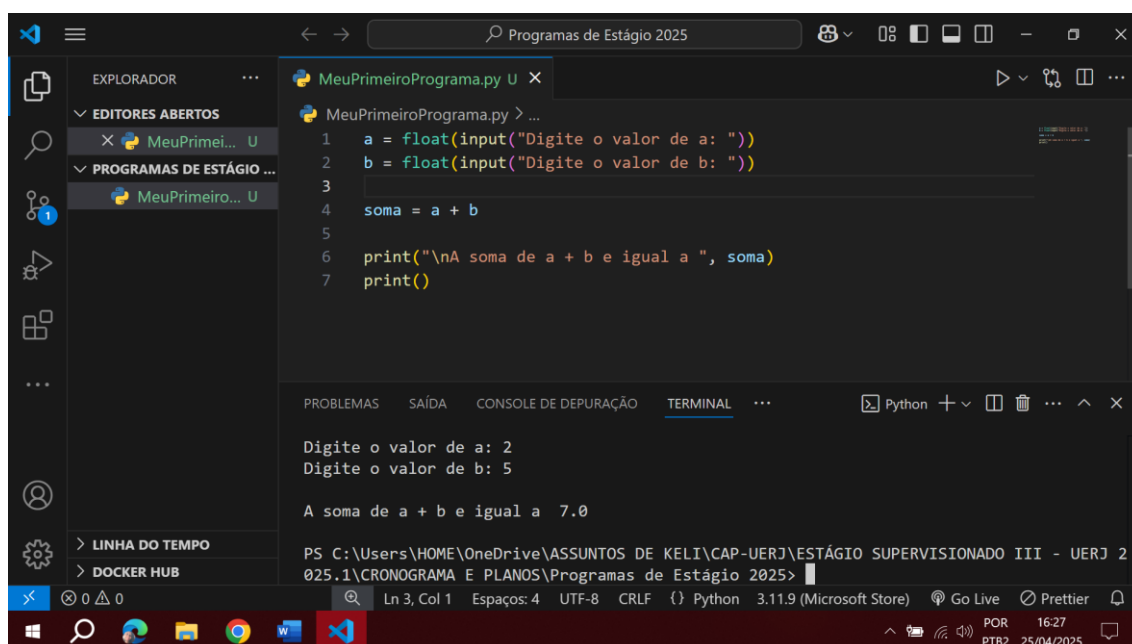 Programas de Estágio 2025
EXPLORADOR
MeuPrimeiroPrograma.py U
EDITORES ABERTOS
MeuPrimeiroPrograma.py > ...
MeuPrimei... U
PROGRAMAS DE ESTÁGIO ...
MeuPrimeiro... U
1 a = float(input("Digite o valor de a: "))
2 b = float(input("Digite o valor de b: "))
3
4 soma = a + b
5
6 print("\nA soma de a + b e igual a ", soma)
7 print()
1
PROBLEMAS SAÍDA CONSOLE DE DEPURAÇÃO TERMINAL ... Python
Digite o valor de a: 2
Digite o valor de b: 5
A soma de a + b e igual a  7.0
PS C:\Users\HOME\OneDrive\ASSUNTOS DE KELI\CAP-UERJ\ESTÁGIO SUPERVISIONADO III - UERJ 2
025.1\CRONOGRAMA E PLANOS\Programas de Estágio 2025>
LINHA DO TEMPO
DOCKER HUB
0 0 Ln 3, Col 1 Espaços: 4 UTF-8 CRLF {} Python 3.11.9 (Microsoft Store) Go Live Prettier
POR 16:27
PTB2 25/04/2025